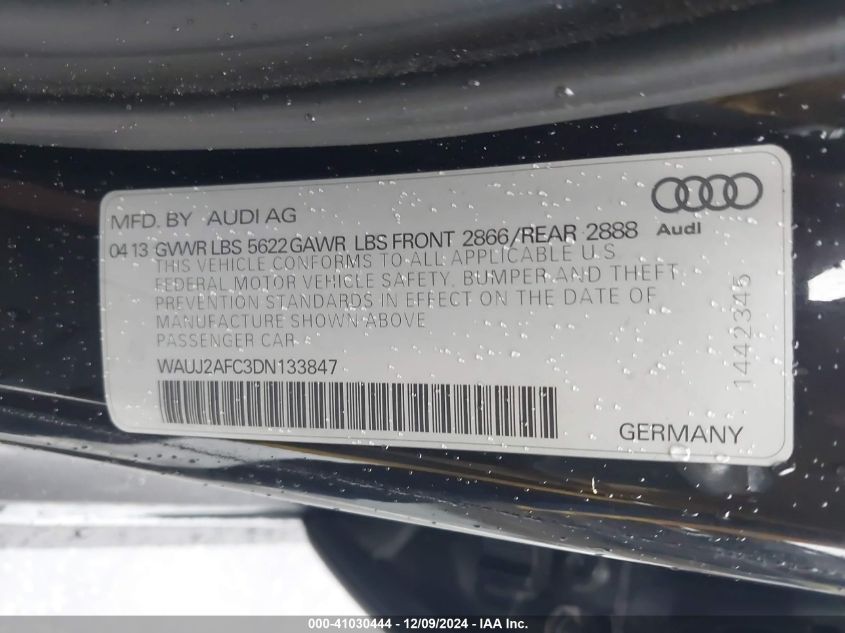 MFD. BY AUDI AG
04 13 GVWR LBS 5622 GAWR LBS FRONT 2866/REAR 2888
Audi
THIS VEHICLE CONFORMS TO ALL APPLICABLE U.S
FEDERAL MOTOR VEHICLE SAFETY, BUMPER AND THEFT
PREVENTION STANDARDS IN EFFECT ON THE DATE OF
MANUFACTURE SHOWN ABOVE
PASSENGER CAR
WAUJ2AFC3DN133847
1442345
GERMANY
000-41030444 - 12/09/2024 - IAA Inc.